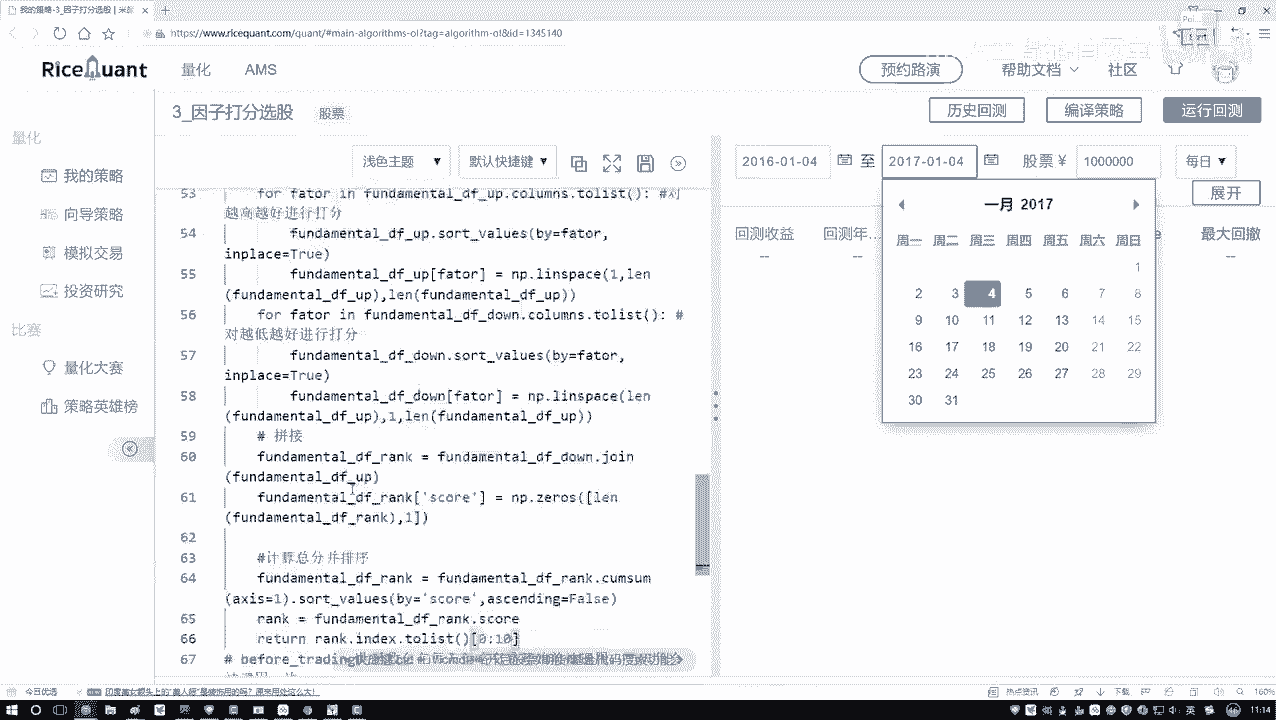 我的策略-3_因子打分选股 | 米
https://www.ricequant.com/quant/#main-algorithms-ol?tag=algorithm-ol&id=1345140
RiceQuant
量化
AMS
预约路演
帮助文档
社区
3_因子打分选股
股票
历史回测
编译策略
运行回测
量化
我的策略
向导策略
模拟交易
投资研究
比赛
量化大赛
策略英雄榜
浅色主题
默认快捷键
2016-01-04
至
2017-01-04
股票 ¥
1000000
每日
展开
回测收益
回测年...
最大回撤
--
--
--
一月 2017
周一 周二 周三 周四 周五 周六 周日
1
2 3 4 5 6 7 8
9 10 11 12 13 14 15
16 17 18 19 20 21 22
23 24 25 26 27 28 29
30 31
53 for fator in fundamental_df_up.columns.tolist(): #对
越高越好进行打分
54 fundamental_df_up.sort_values(by=fator,
inplace=True)
55 fundamental_df_up[fator] = np.linspace(1,len
(fundamental_df_up),len(fundamental_df_up))
56 for fator in fundamental_df_down.columns.tolist(): #
对越低越好进行打分
57 fundamental_df_down.sort_values(by=fator,
inplace=True)
58 fundamental_df_down[fator] = np.linspace(len
(fundamental_df_up),1,len(fundamental_df_up))
59 # 拼接
60 fundamental_df_rank = fundamental_df_down.join
(fundamental_df_up)
61 fundamental_df_rank['score'] = np.zeros([len
(fundamental_df_rank),1])
62
63 #计算总分并排序
64 fundamental_df_rank = fundamental_df_rank.cumsum
(axis=1).sort_values(by='score',ascending=False)
65 rank = fundamental_df_rank.score
66 return rank.index.tolist()[0:10]
67 # before_trading
今日优选
热点资讯
下载
160%
英
11:14